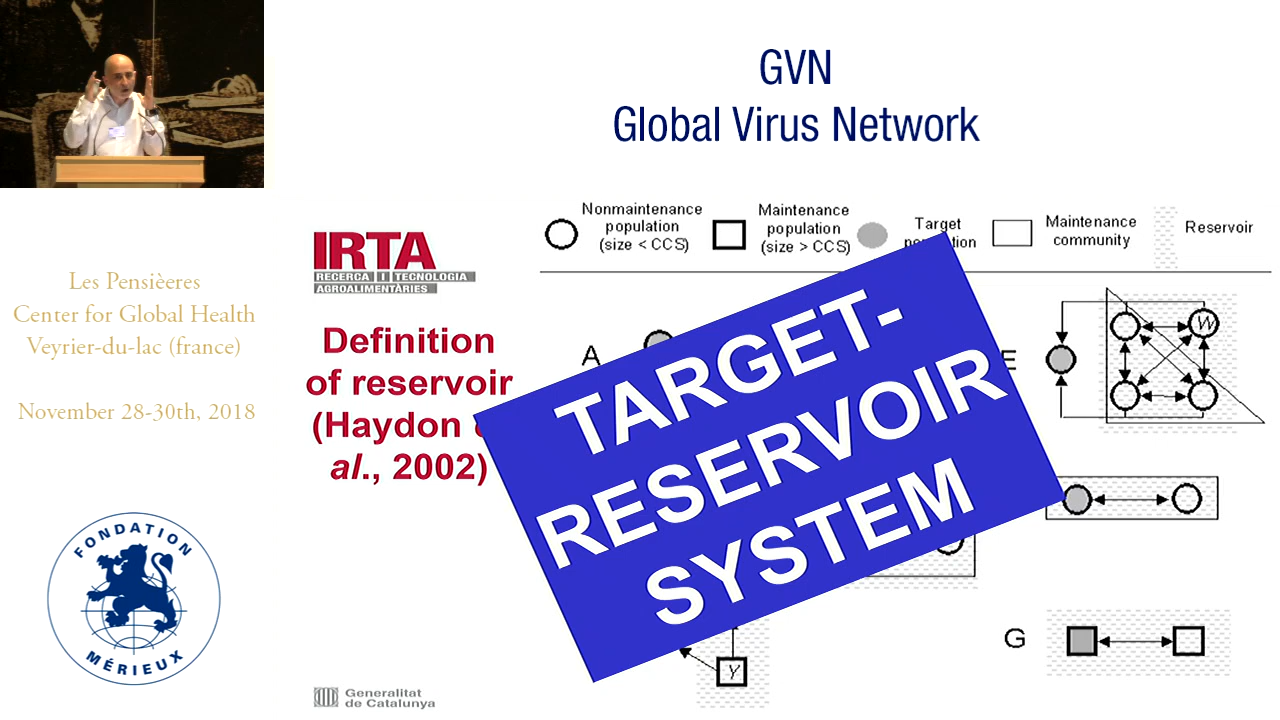 GVN
Global Virus Network
Les Pensièeres
Center for Global Health
Veyrier-du-lac (france)
November 28-30th, 2018
FONDATION
MÉRIEUX
IRTA
RECERCA I TECNOLOGIA
AGROALIMENTÀRIES
Definition
of reservoir
(Haydon
al., 2002)
Generalitat
de Catalunya
Nonmaintenance
population
(size < CCS)
Maintenance
population
(size > CCS)
Target
Maintenance
community
Reservoir
A
TARGET-
RESERVOIR
SYSTEM
E
W
Y
G